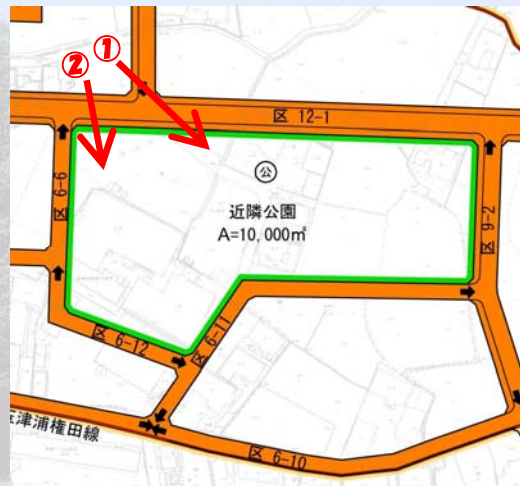 ②
①
区 12-1
公
近隣公園
A=10,000㎡
区 6-6
区 9-2
区 6-11
区 6-12
津浦権田線
区 6-10